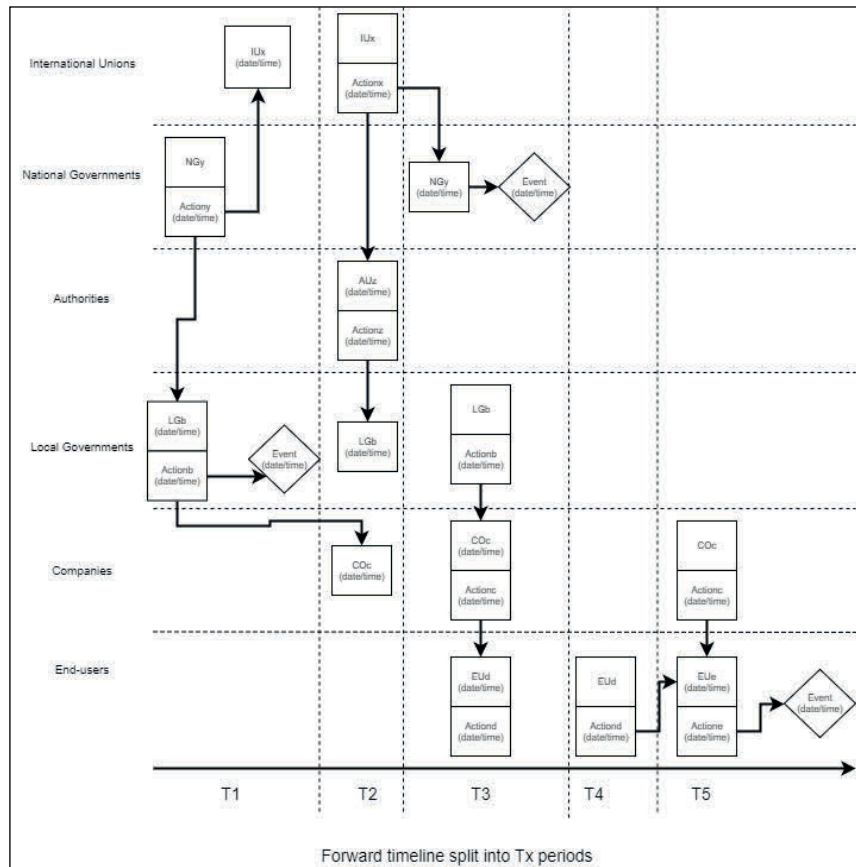 International Unions
IUx
(date/time)
IUx
Actionx
(date/time)
National Governments
NGy
Actiony
(date/time)
NGy
(date/time)
Event
(date/time)
Authorities
AUz
(date/time)
Actionz
(date/time)
Local Governments
LGb
(date/time)
Actionb
(date/time)
Event
(date/time)
LGb
(date/time)
LGb
Actionb
(date/time)
Companies
COc
(date/time)
COc
(date/time)
Actionc
(date/time)
COc
Actionc
(date/time)
End-users
EUd
(date/time)
Actiond
(date/time)
EUd
Actiond
(date/time)
EUe
(date/time)
Actione
(date/time)
Event
(date/time)
T1 T2 T3 T4 T5
Forward timeline split into Tx periods